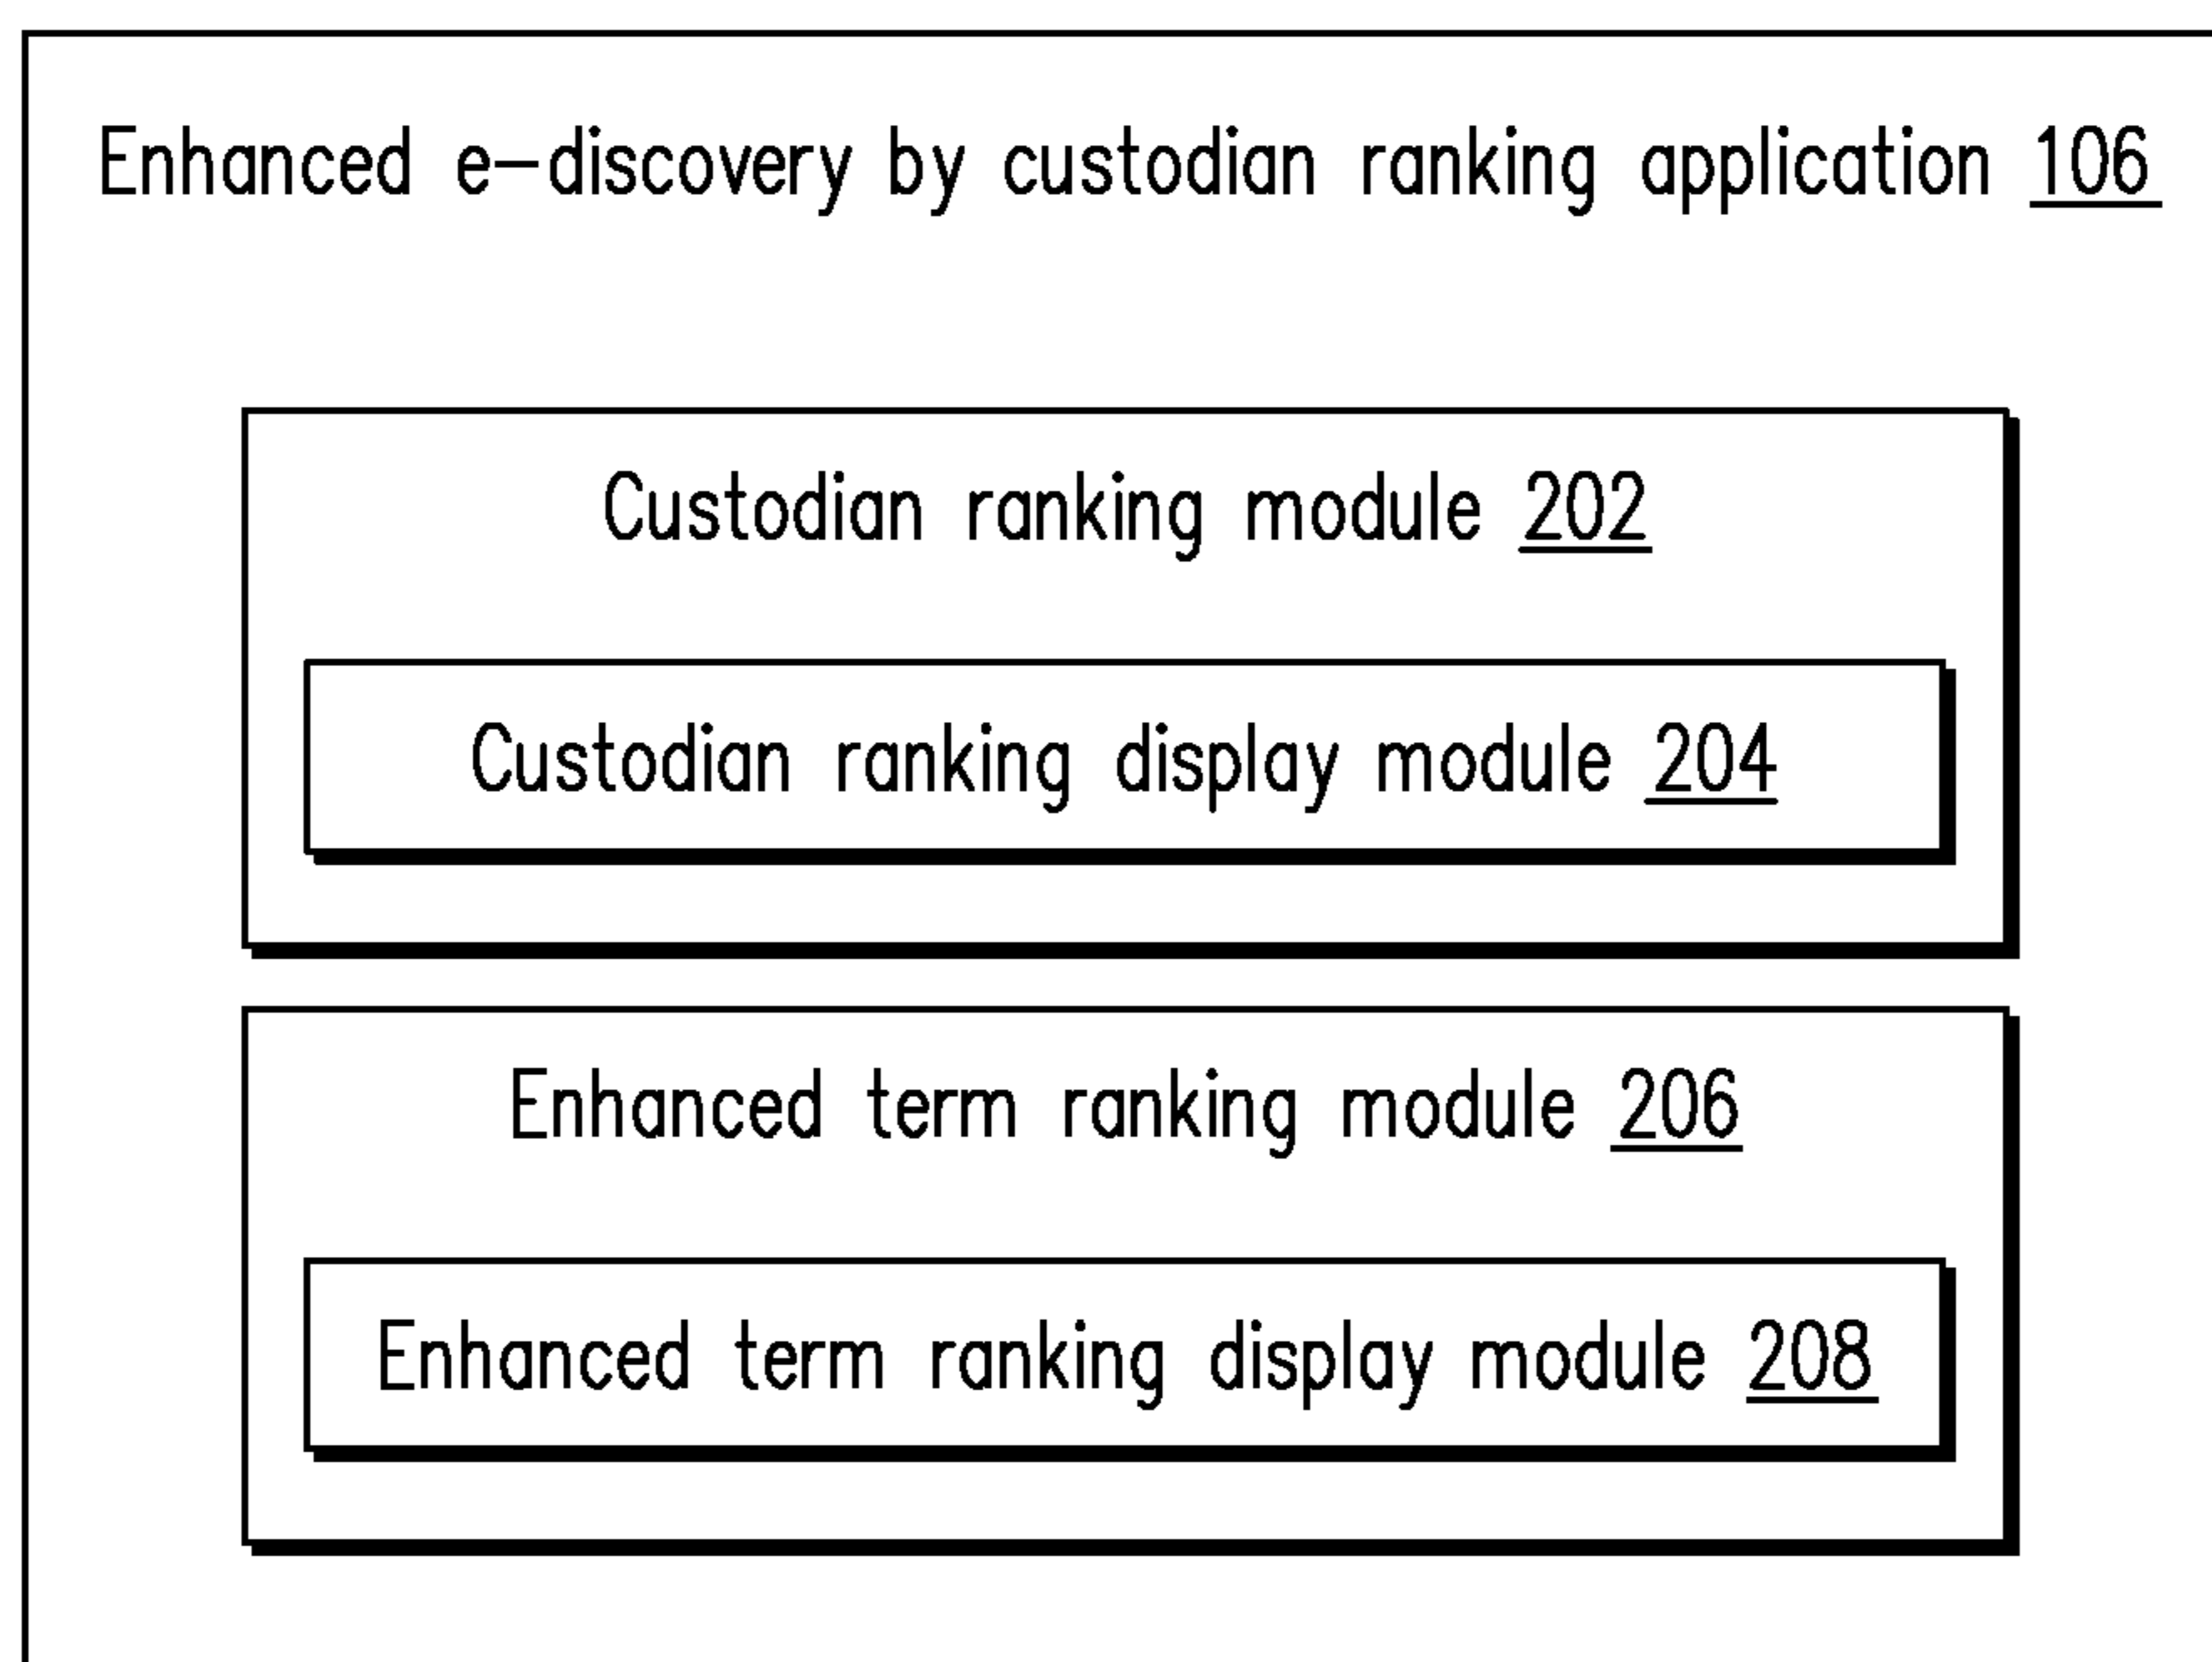 Enhanced e-discovery by custodian ranking application 106
Custodian ranking module 202
Custodian ranking display module 204
Enhanced term ranking module 206
Enhanced term ranking display module 208